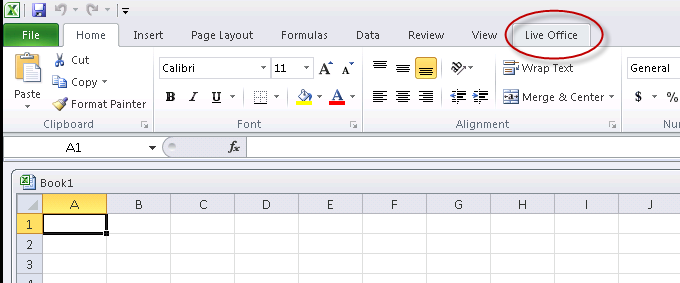 File Home Insert Page Layout Formulas Data Review View Live Office
Cut
Calibri 11 A A Wrap Text General
Copy
Paste
Format Painter B I U A Merge & Center $ %
Clipboard Font Alignment Nu
A1 fx
Book1
A B C D E F G H I J
1
2
3